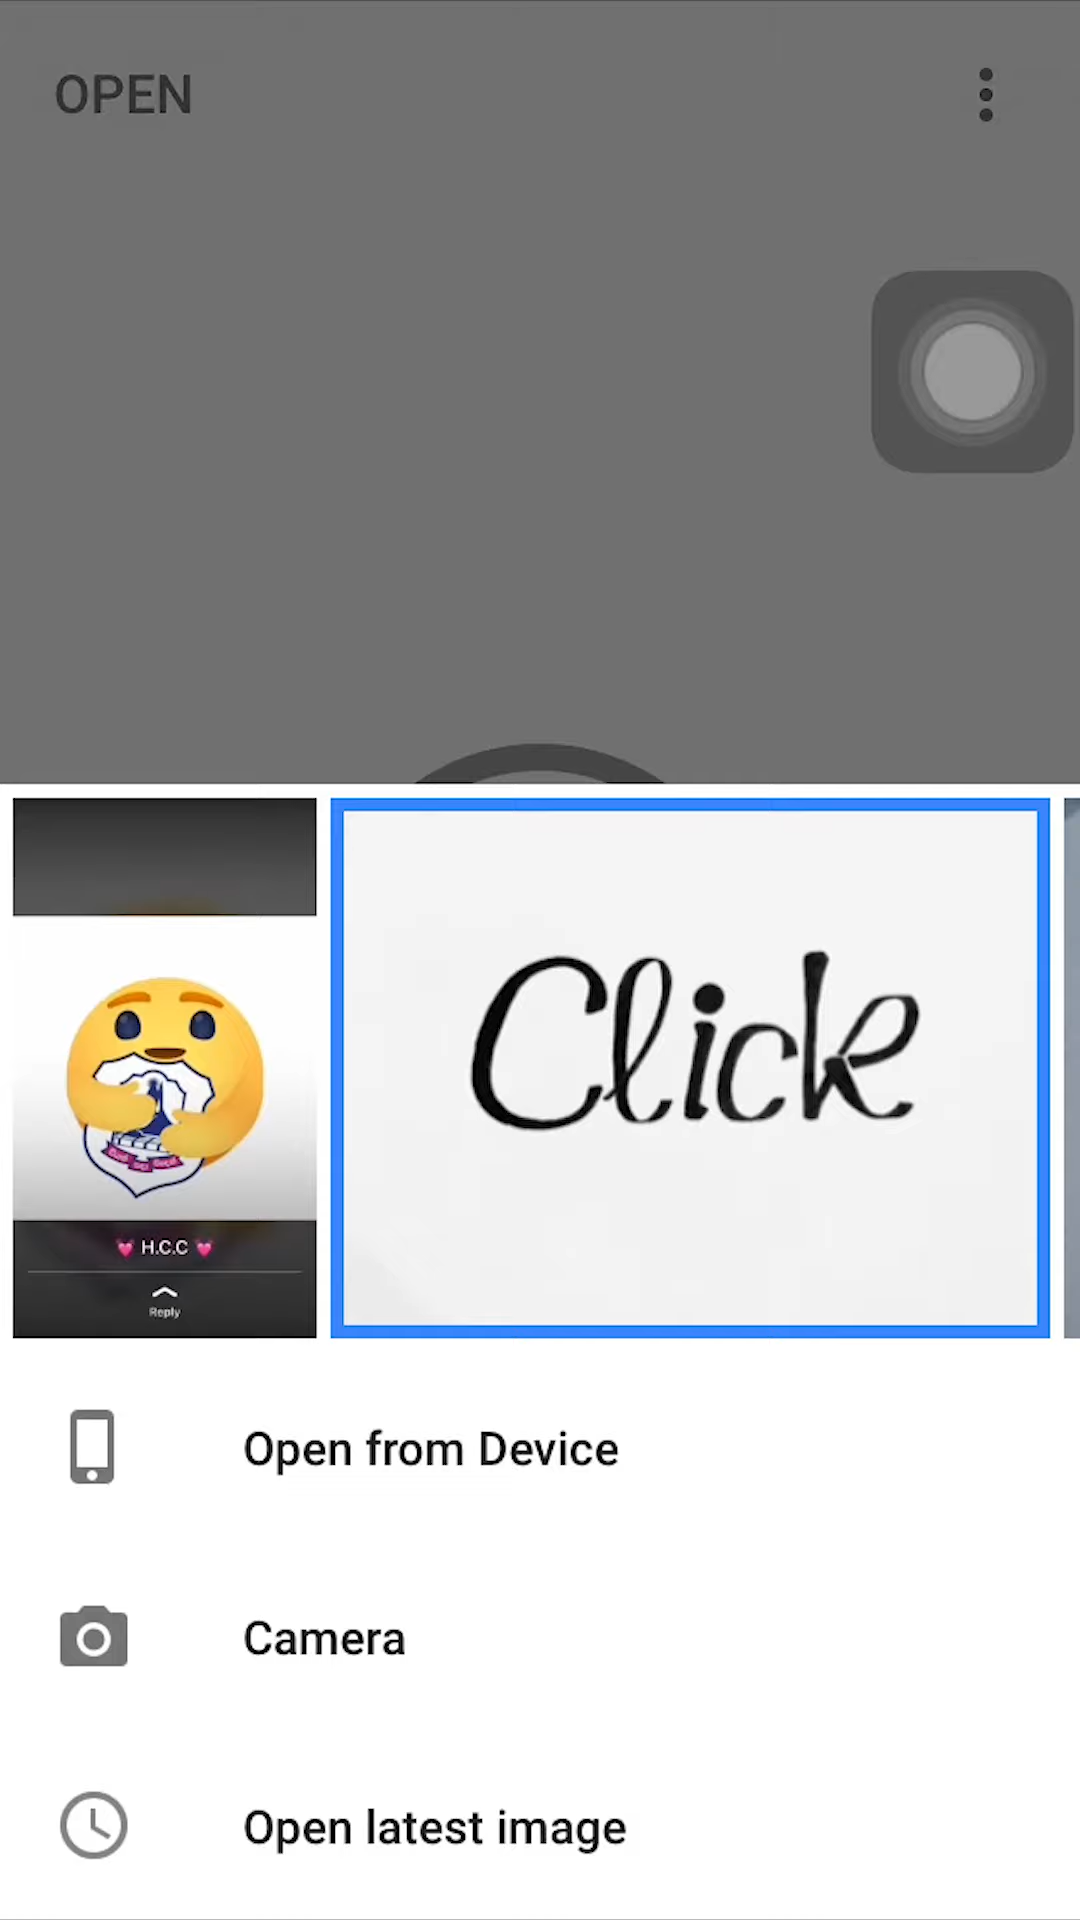 OPEN
Click
H.C.C
Reply
Open from Device
Camera
Open latest image